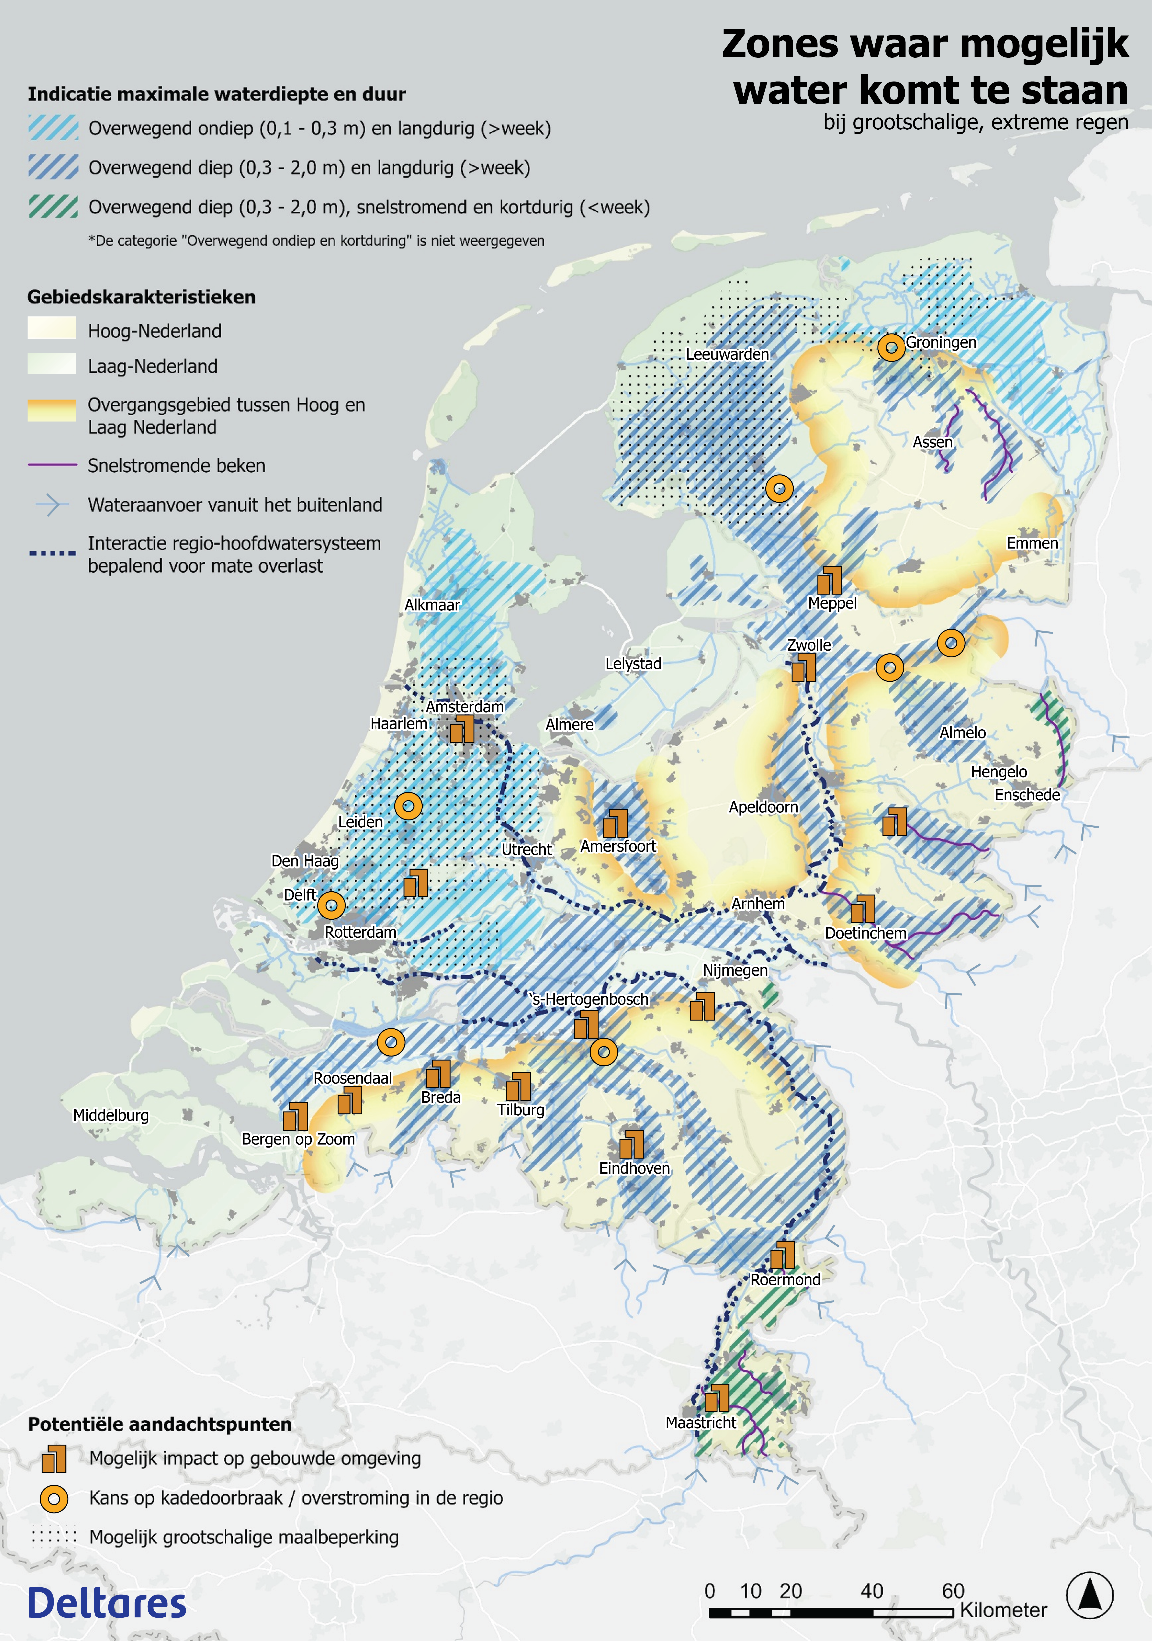 Zones waar mogelijk
water komt te staan
bij grootschalige, extreme regen
Indicatie maximale waterdiepte en duur
Overwegend ondiep (0,1 - 0,3 m) en langdurig (>week)
Overwegend diep (0,3 - 2,0 m) en langdurig (>week)
Overwegend diep (0,3 - 2,0 m), snelstromend en kortdurig (<week)
*De categorie "Overwegend ondiep en kortduring" is niet weergegeven
Gebiedskarakteristieken
Hoog-Nederland
Laag-Nederland
Overgangsgebied tussen Hoog en
Laag Nederland
Snelstromende beken
Wateraanvoer vanuit het buitenland
Interactie regio-hoofdwatersysteem
bepalend voor mate overlast
Leeuwarden
Groningen
Assen
Emmen
Meppel
Alkmaar
Zwolle
Lelystad
Amsterdam
Haarlem
Almere
Almelo
Hengelo
Enschede
Apeldoorn
Leiden
Utrecht
Amersfoort
Den Haag
Delft
Arnhem
Rotterdam
Doetinchem
Nijmegen
's-Hertogenbosch
Roosendaal
Breda
Tilburg
Middelburg
Bergen op Zoom
Eindhoven
Roermond
Maastricht
Potentiële aandachtspunten
Mogelijk impact op gebouwde omgeving
Kans op kadedoorbraak / overstroming in de regio
Mogelijk grootschalige maalbeperking
Deltares
0 10 20 40 60
Kilometer